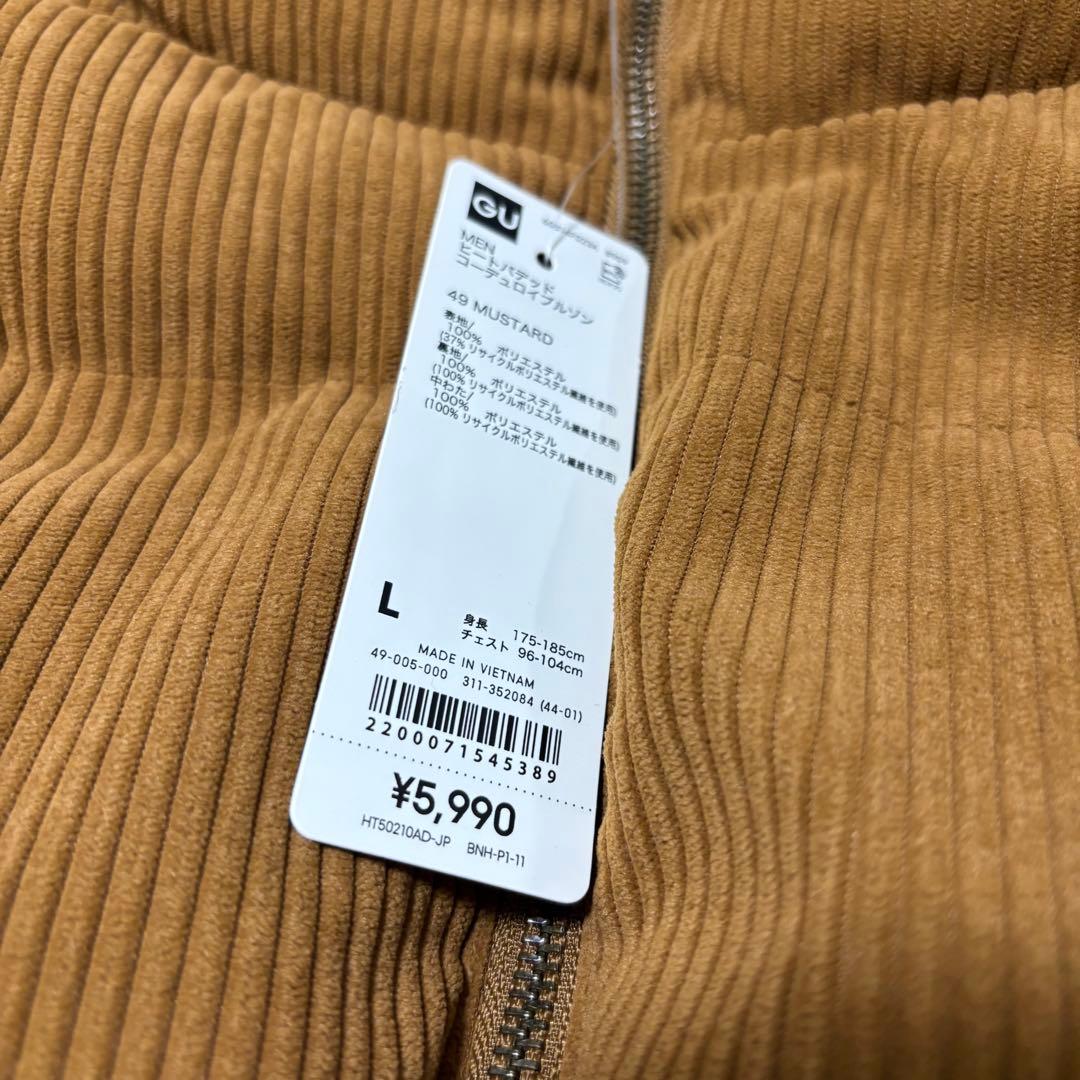 GU
MEN
ヒートパデッド
コーデュロイブルゾン
49 MUSTARD
表地/
100% ポリエステル
(37% リサイクルポリエステル繊維を使用)
裏地/
100% ポリエステル
(100% リサイクルポリエステル繊維を使用)
中わた/
100% ポリエステル
(100% リサイクルポリエステル繊維を使用)
L
身長 175-185cm
チェスト 96-104cm
MADE IN VIETNAM
49-005-000 311-352084 (44-01)
2200071545389
¥5,990
HT50210AD-JP BNH-P1-11